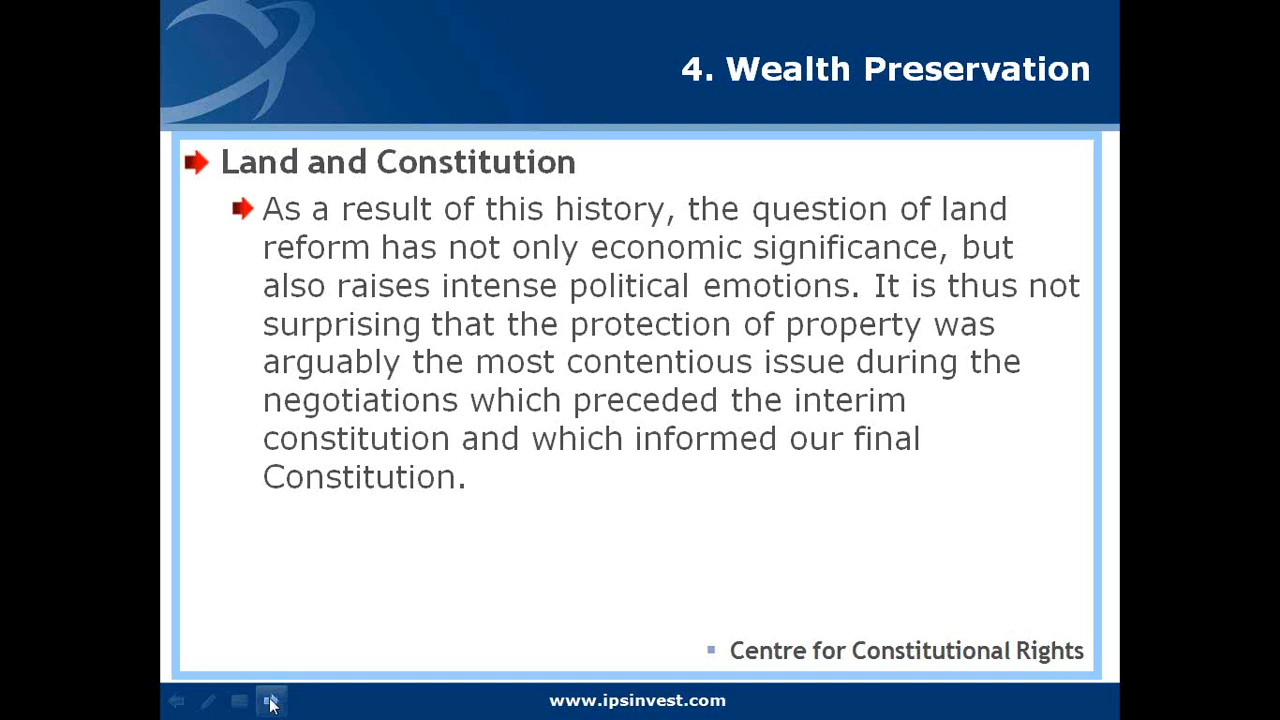 4. Wealth Preservation
Land and Constitution
As a result of this history, the question of land
reform has not only economic significance, but
also raises intense political emotions. It is thus not
surprising that the protection of property was
arguably the most contentious issue during the
negotiations which preceded the interim
constitution and which informed our final
Constitution.
Centre for Constitutional Rights
www.ipsinvest.com